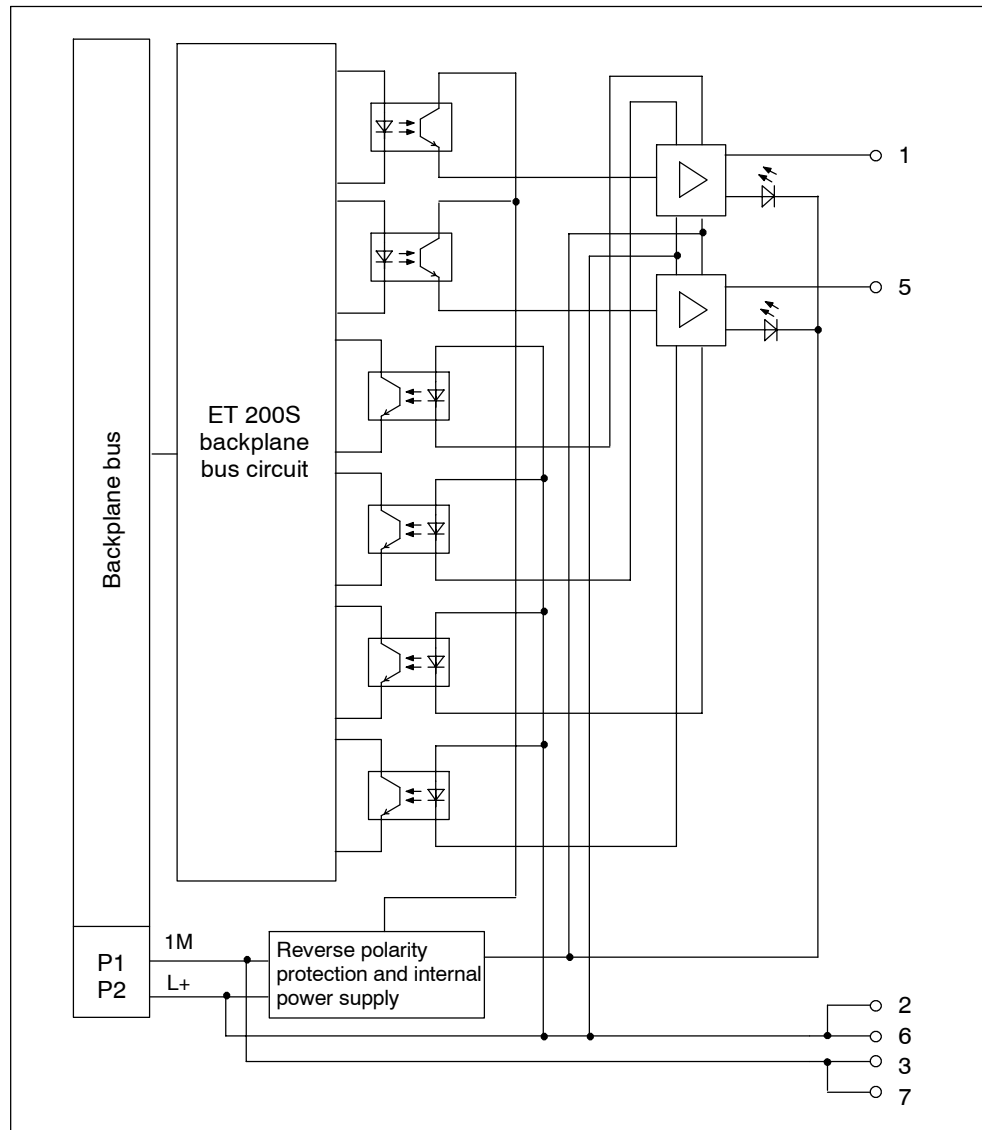 1
5
Backplane bus
ET 200S
backplane
bus circuit
1M
P1
P2
L+
Reverse polarity
protection and internal
power supply
2
6
3
7